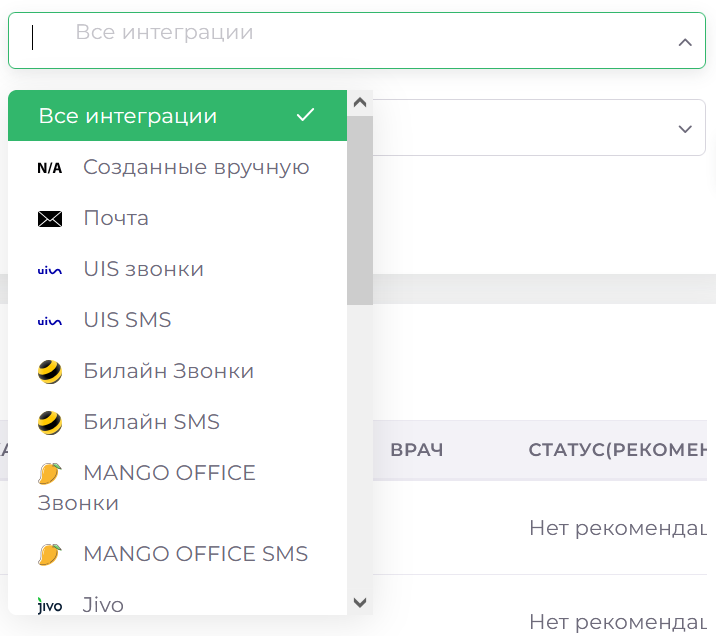 Все интеграции
Все интеграции
N/A Созданные вручную
Почта
uis UIS звонки
uis UIS SMS
Билайн Звонки
Билайн SMS
MANGO OFFICE
Звонки
MANGO OFFICE SMS
jivo Jivo
ВРАЧ СТАТУС(РЕКОМЕН
Нет рекомендац
Нет рекомендац